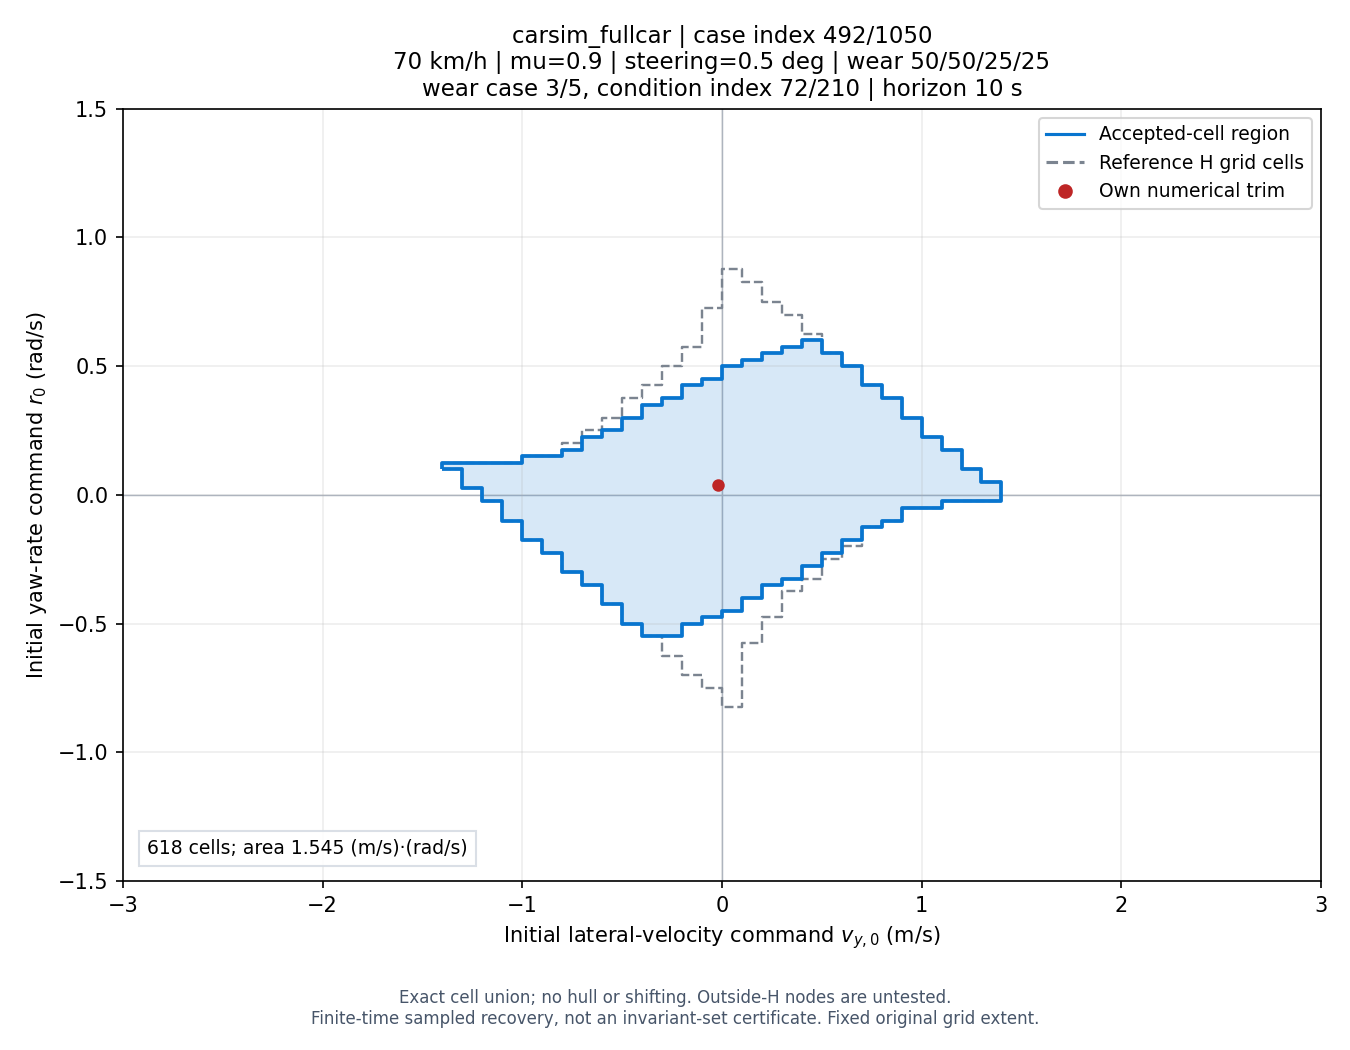 carsim_fullcar | case index 492/1050
70 km/h | mu=0.9 | steering=0.5 deg | wear 50/50/25/25
wear case 3/5, condition index 72/210 | horizon 10 s
Accepted-cell region
Reference H grid cells
Own numerical trim
1.5
1.0
0.5
0.0
−0.5
−1.0
−1.5
Initial yaw-rate command r0 (rad/s)
618 cells; area 1.545 (m/s)·(rad/s)
−3
−2
−1
0
1
2
3
Initial lateral-velocity command vy,0 (m/s)
Exact cell union; no hull or shifting. Outside-H nodes are untested.
Finite-time sampled recovery, not an invariant-set certificate. Fixed original grid extent.